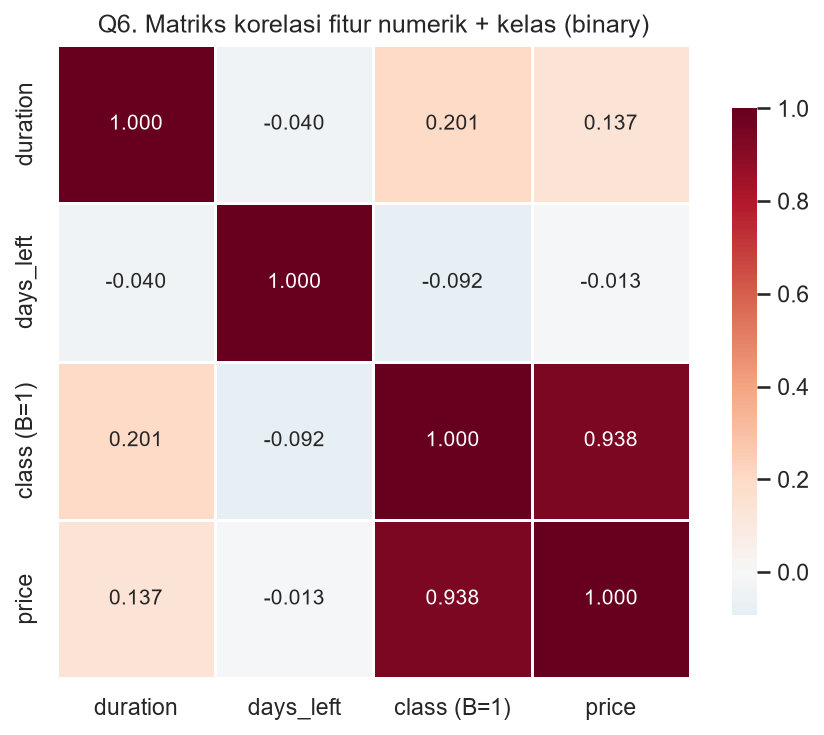 Q6. Matriks korelasi fitur numerik + kelas (binary)
duration
1.000
-0.040
0.201
0.137
days_left
-0.040
1.000
-0.092
-0.013
class (B=1)
0.201
-0.092
1.000
0.938
price
0.137
-0.013
0.938
1.000
duration
days_left
class (B=1)
price
1.0
0.8
0.6
0.4
0.2
0.0